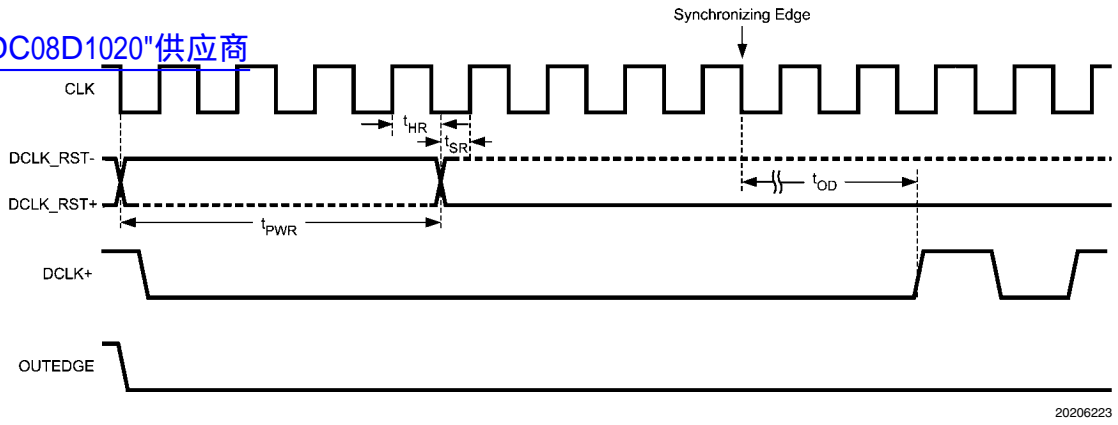 Synchronizing Edge
DC08D1020"供应商
CLK
tHR
tSR
DCLK_RST-
tOD
DCLK_RST+
tPWR
DCLK+
OUTEDGE
20206223